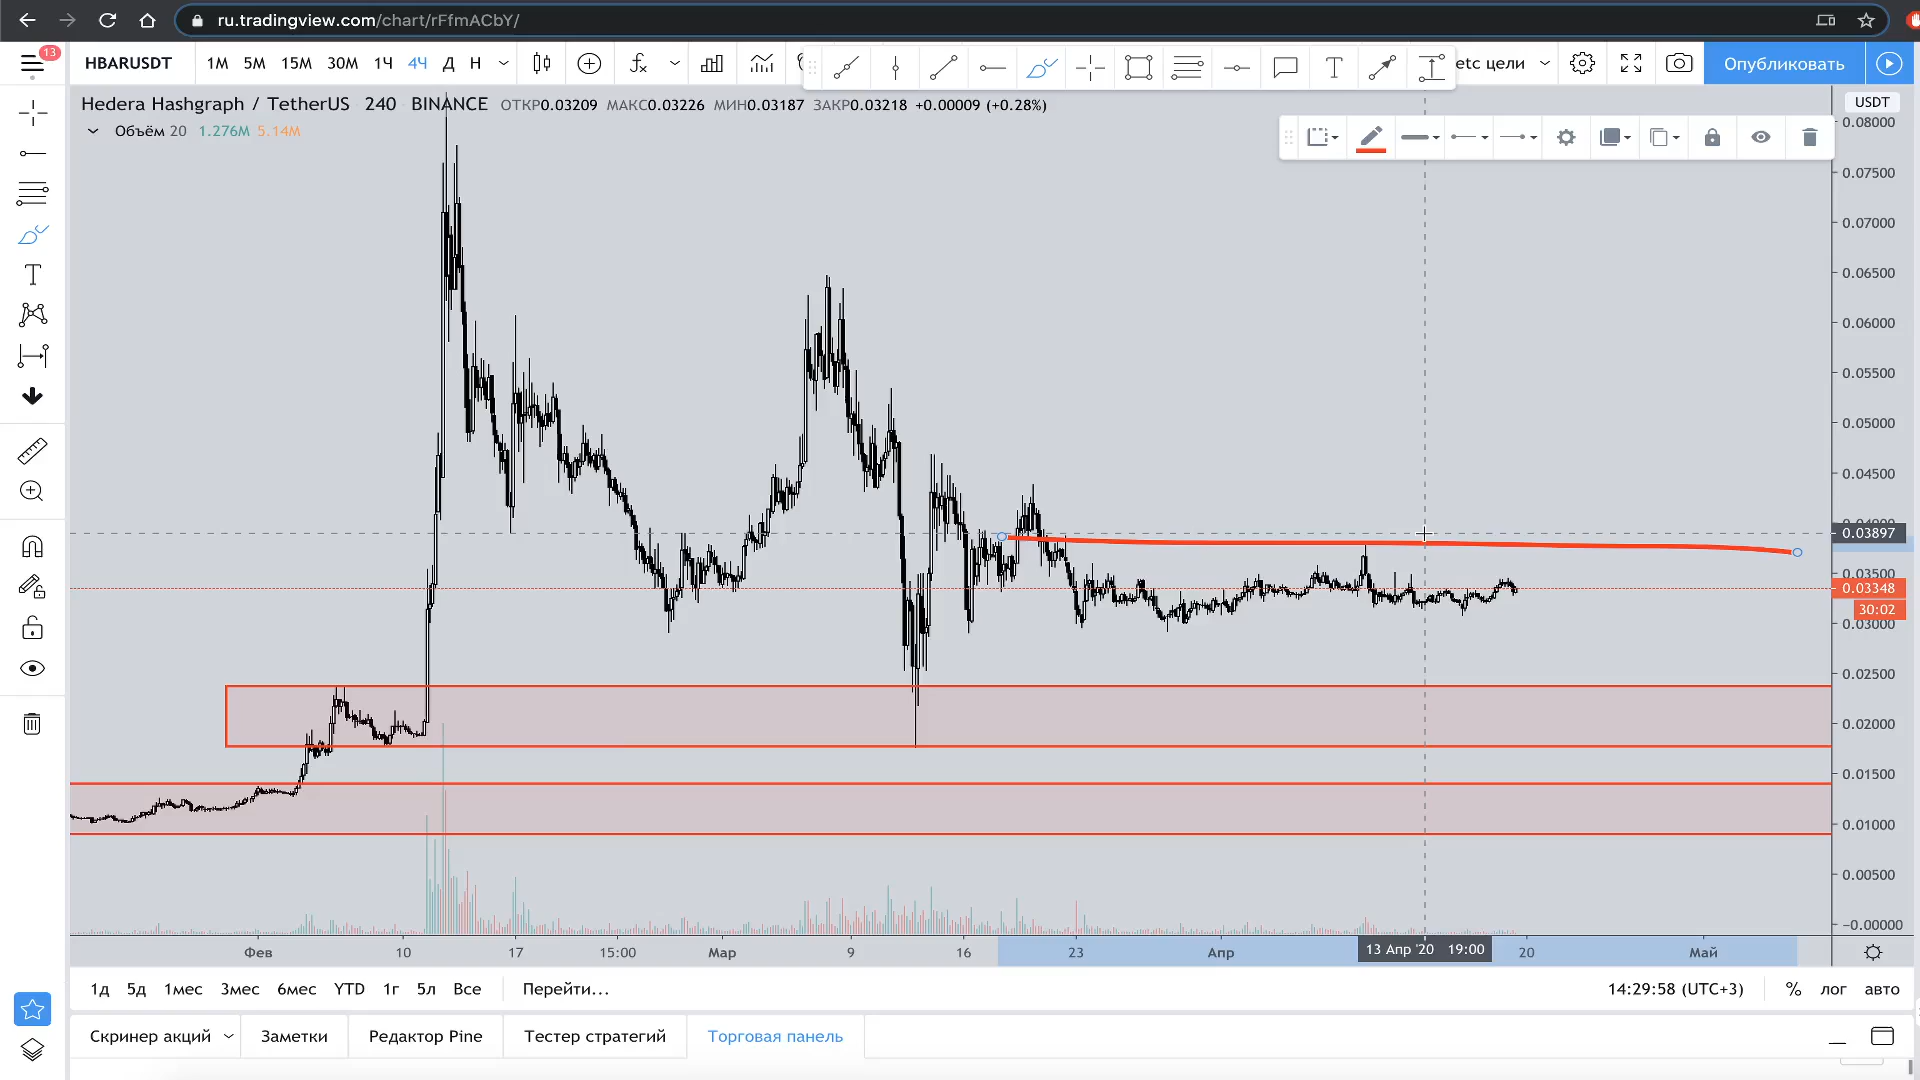 ru.tradingview.com/chart/rFfmACbY/
13
HBARUSDT 1М 5М 15М 30М 1Ч 4Ч Д Н
etc цели
Опубликовать
Hedera Hashgraph / TetherUS 240 BINANCE ОТКР0.03209 МАКС0.03226 МИН0.03187 ЗАКР0.03218 +0.00009 (+0.28%)
Объём 20 1.276M 5.14M
USDT
0.08000
0.07500
0.07000
0.06500
0.06000
0.05500
0.05000
0.04500
0.03897
0.03500
0.03348
30:02
0.03000
0.02500
0.02000
0.01500
0.01000
0.00500
−0.00000
Фев 10 17 15:00 Мар 9 16 23 Апр 13 Апр '20 19:00 20 Май
1д 5д 1мес 3мес 6мес YTD 1г 5л Все Перейти...
14:29:58 (UTC+3) % лог авто
Скринер акций Заметки Редактор Pine Тестер стратегий Торговая панель